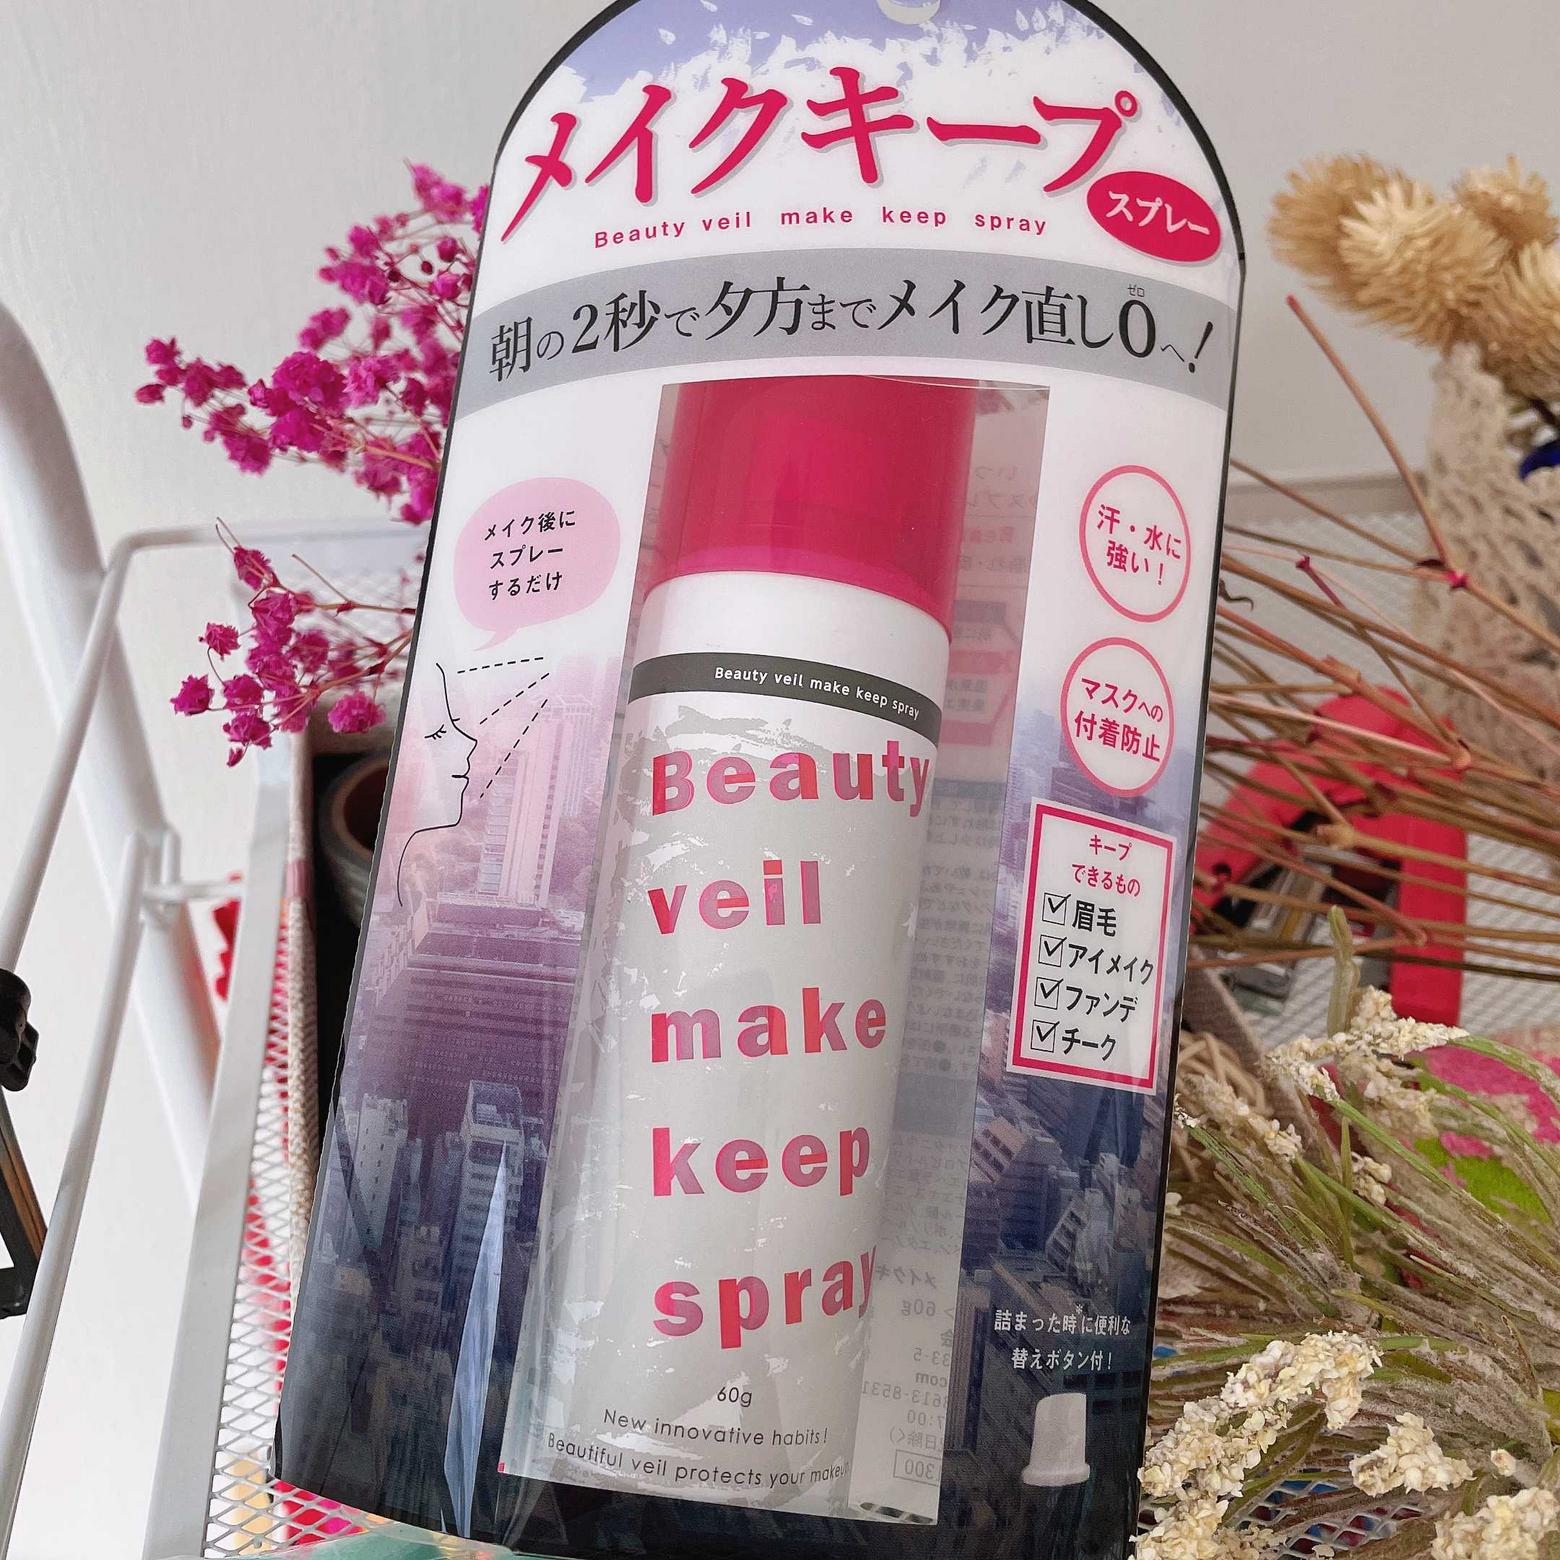 メイクキープ
スプレー
Beauty veil make keep spray
朝の2秒で夕方までメイク直し0へ!
ゼロ
メイク後に
スプレー
するだけ
汗・水に
強い!
マスクへの
付着防止
キープ
できるもの
眉毛
アイメイク
ファンデ
チーク
Beauty veil make keep spray
Beauty
veil
make
keep
spray
60g
New innovative habits!
Beautiful veil protects your makeup
詰まった時に便利な
替えボタン付!